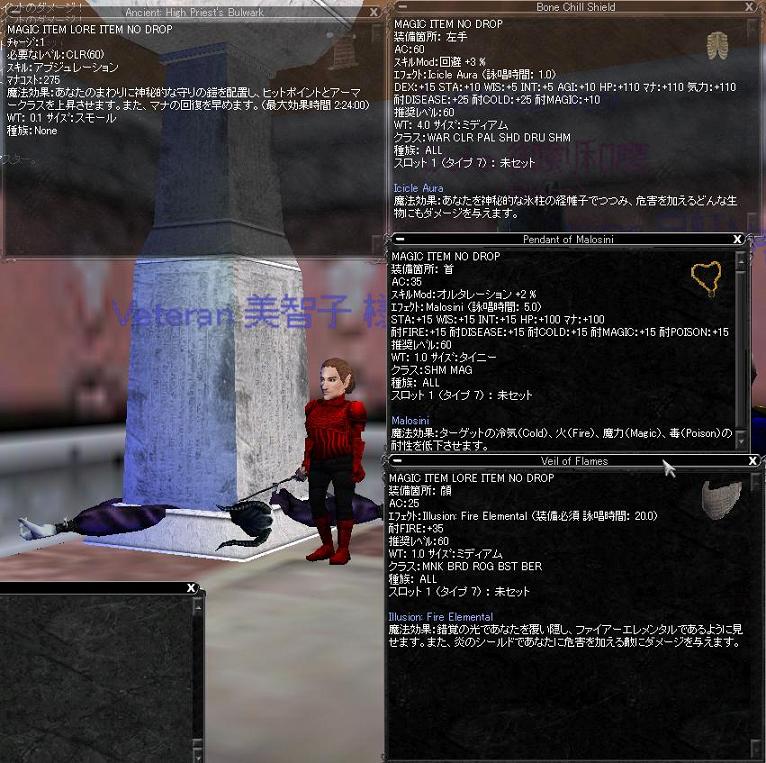 Ancient: High Priest's Bulwark
MAGIC ITEM LORE ITEM NO DROP
チャージ:1
必要なレベル:CLR(60)
スキル:アブジュレーション
マナコスト:275
魔法効果:あなたのまわりに神秘的な守りの鎧を配置し、ヒットポイントとアーマ
ークラスを上昇させます。また、マナの回復を早めます。(最大効果時間 2:24:00)
WT: 0.1 サイズ:スモール
種族:None
スター。
Veteran 美智子 様
Bone Chill Shield
MAGIC ITEM NO DROP
装備箇所: 左手
AC:60
スキルMod:回避 +3 %
エフェクト:Icicle Aura (詠唱時間: 1.0)
DEX:+15 STA:+10 WIS:+5 INT:+5 AGI:+10 HP:+110 マナ:+110 気力:+110
耐DISEASE:+25 耐COLD:+25 耐MAGIC:+10
推奨レベル:60
WT: 4.0 サイズ:ミディアム
クラス:WAR CLR PAL SHD DRU SHM
種族: ALL
スロット 1 (タイプ 7) : 未セット
Icicle Aura
魔法効果:あなたを神秘的な氷柱の経帷子でつつみ、危害を加えるどんな生
物にもダメージを与えます。
Pendant of Malosini
MAGIC ITEM NO DROP
装備箇所: 首
AC:35
スキルMod:オルタレーション +2 %
エフェクト:Malosini (詠唱時間: 5.0)
STA:+15 WIS:+15 INT:+15 HP:+100 マナ:+100
耐FIRE:+15 耐DISEASE:+15 耐COLD:+15 耐MAGIC:+15 耐POISON:+15
推奨レベル:60
WT: 1.0 サイズ:タイニー
クラス:SHM MAG
種族: ALL
スロット 1 (タイプ 7) : 未セット
Malosini
魔法効果:ターゲットの冷気(Cold)、火(Fire)、魔力(Magic)、毒(Poison)の
耐性を低下させます。
Veil of Flames
MAGIC ITEM LORE ITEM NO DROP
装備箇所: 顔
AC:25
エフェクト:Illusion: Fire Elemental (装備必須 詠唱時間: 20.0)
耐FIRE:+35
推奨レベル:60
WT: 1.0 サイズ:ミディアム
クラス:MNK BRD ROG BST BER
種族: ALL
スロット 1 (タイプ 7) : 未セット
Illusion: Fire Elemental
魔法効果:錯覚の光であなたを覆い隠し、ファイアーエレメンタルであるように見
せます。また、炎のシールドであなたに危害を加える敵にダメージを与えます。